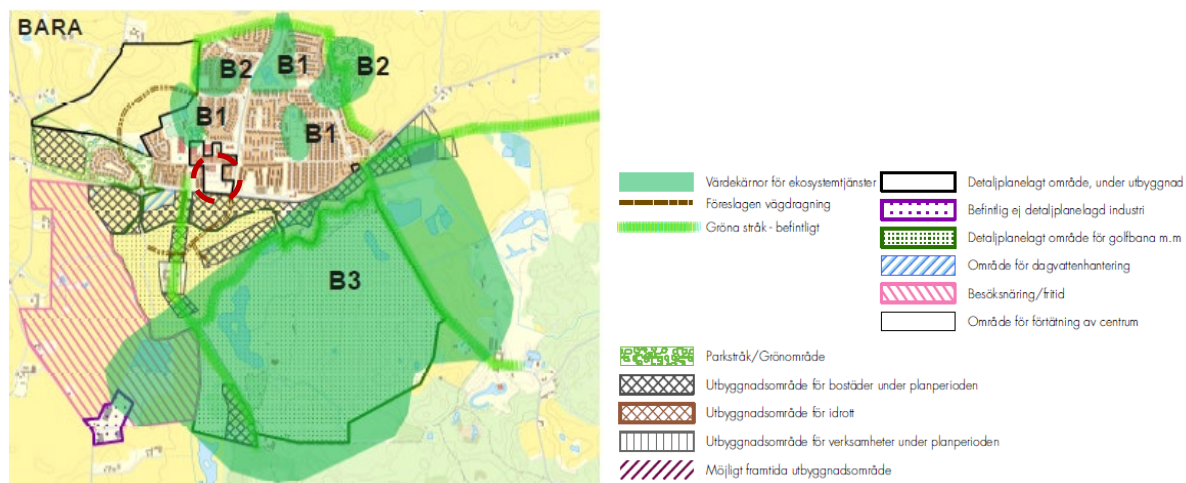 BARA
B2
B1
B2
B1
B1
B3
Värdekärnor för ekosystemtjänster
Föreslagen vägdragning
Gröna stråk - befintligt
Detaljplanelagt område, under utbyggnad
Befintlig ej detaljplanelagd industri
Detaljplanelagt område för golfbana m.m
Område för dagvattenhantering
Besöksnäring/fritid
Område för förtätning av centrum
Parkstråk/Grönområde
Utbyggnadsområde för bostäder under planperioden
Utbyggnadsområde för idrott
Utbyggnadsområde för verksamheter under planperioden
Möjligt framtida utbyggnadsområde